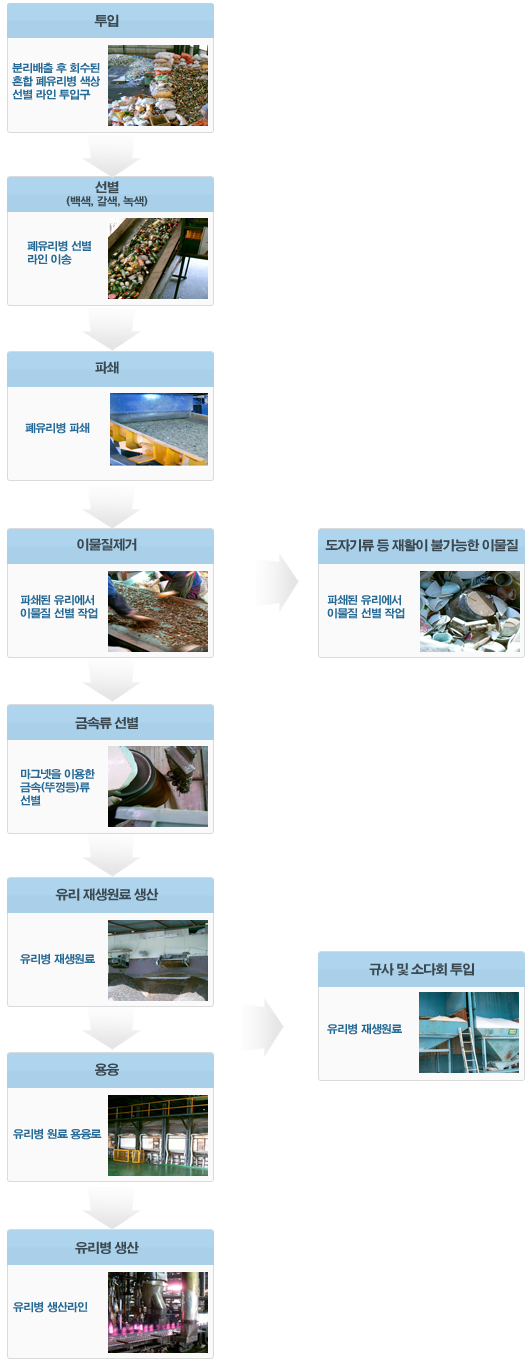 투입
분리배출 후 회수된
혼합 폐유리병 색상
선별 라인 투입구
선별
(백색, 갈색, 녹색)
폐유리병 선별
라인 이송
파쇄
폐유리병 파쇄
이물질제거
파쇄된 유리에서
이물질 선별 작업
도자기류 등 재활이 불가능한 이물질
파쇄된 유리에서
이물질 선별 작업
금속류 선별
마그넷을 이용한
금속(뚜껑등)류
선별
유리 재생원료 생산
유리병 재생원료
규사 및 소다회 투입
유리병 재생원료
용융
유리병 원료 용융로
유리병 생산
유리병 생산라인